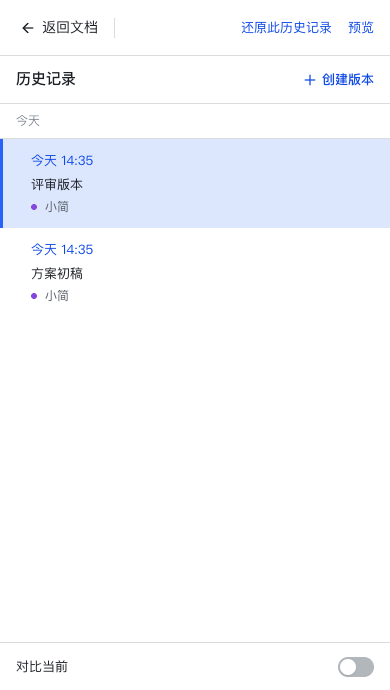 返回文档 还原此历史记录 预览
历史记录 创建版本
今天
今天 14:35
评审版本
小简
今天 14:35
方案初稿
小简
对比当前